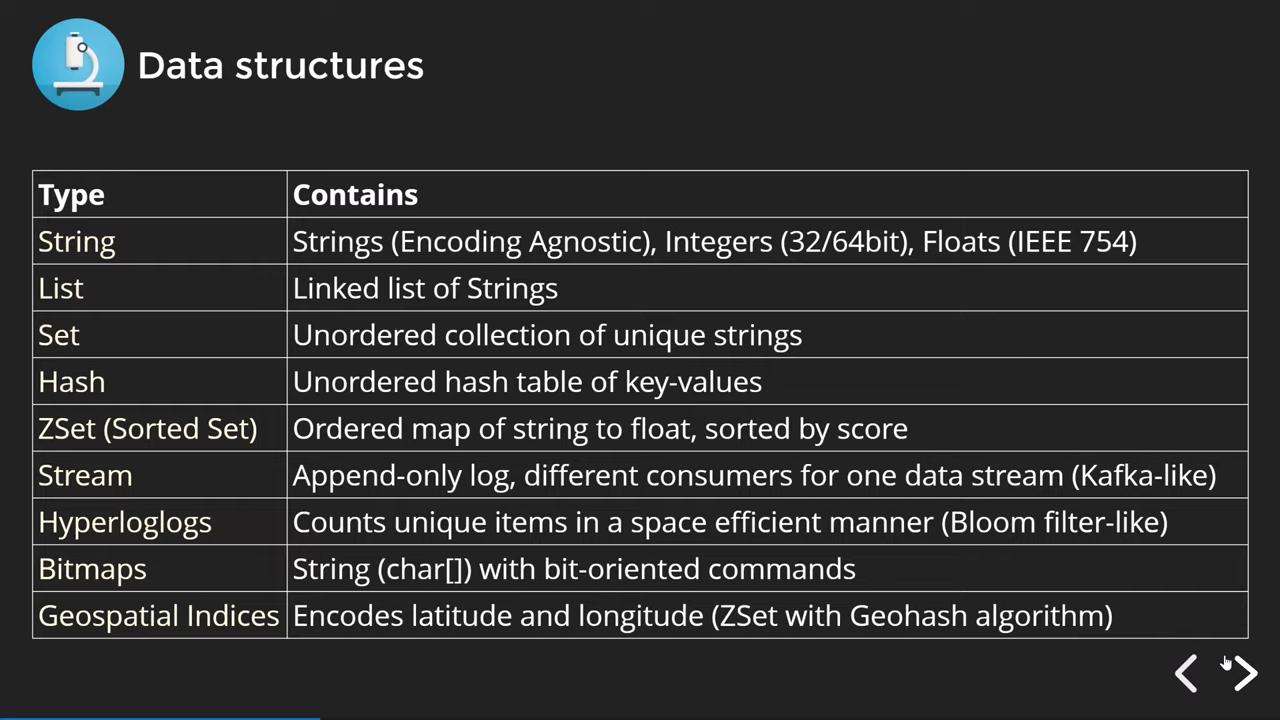 Data structures
Type Contains
String Strings (Encoding Agnostic), Integers (32/64bit), Floats (IEEE 754)
List Linked list of Strings
Set Unordered collection of unique strings
Hash Unordered hash table of key-values
ZSet (Sorted Set) Ordered map of string to float, sorted by score
Stream Append-only log, different consumers for one data stream (Kafka-like)
Hyperloglogs Counts unique items in a space efficient manner (Bloom filter-like)
Bitmaps String (char[]) with bit-oriented commands
Geospatial Indices Encodes latitude and longitude (ZSet with Geohash algorithm)